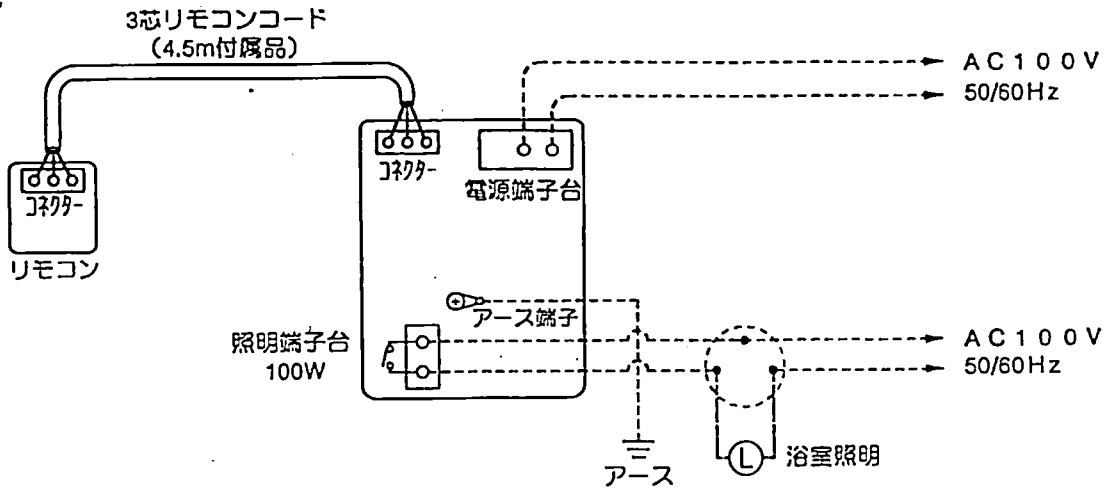 3芯リモコンコード
(4.5m付属品)
AC100V
50/60Hz
コネクター
電源端子台
コネクター
リモコン
アース端子
照明端子台
100W
AC100V
50/60Hz
L
浴室照明
アース